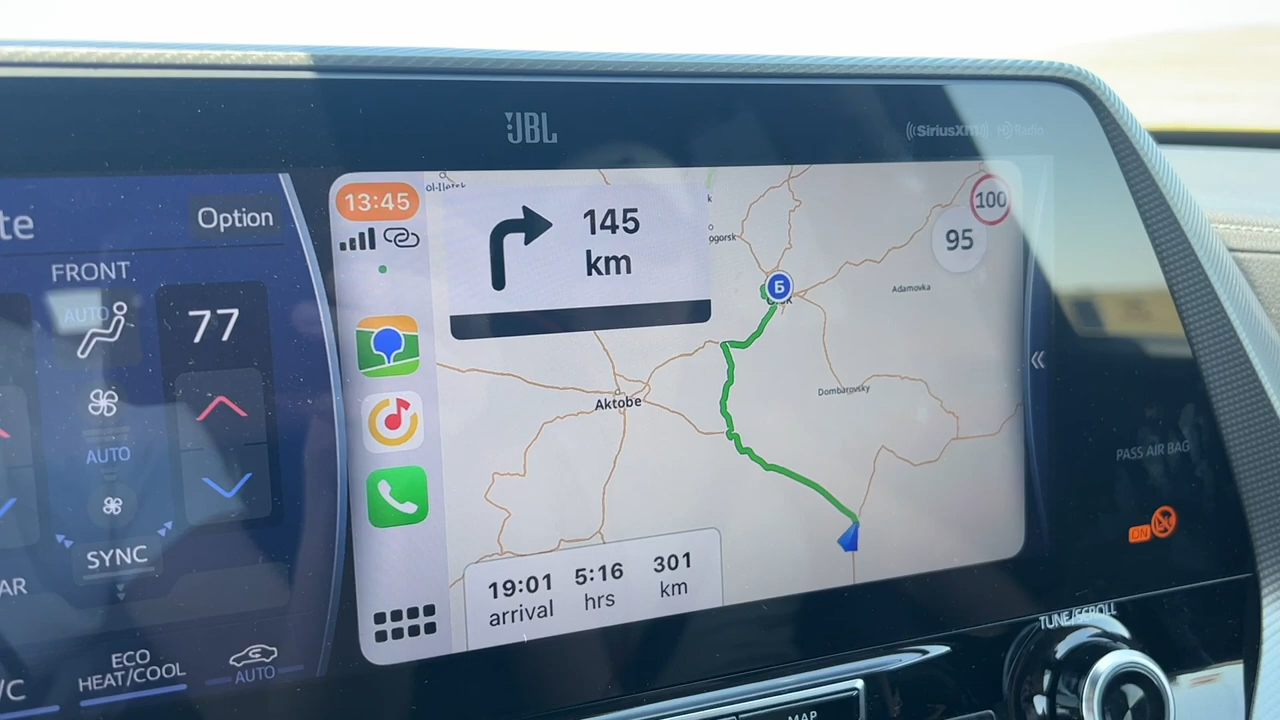 JBL
SiriusXM
HD Radio
te
Option
FRONT
AUTO
77
AUTO
SYNC
AR
ECO
HEAT/COOL
AUTO
/C
13:45
145
km
100
95
ogorsk
k
Б
Adamovka
Dombarovsky
Aktobe
19:01
arrival
5:16
hrs
301
km
PASS AIR BAG
ON
TUNE/SCROLL
MAP